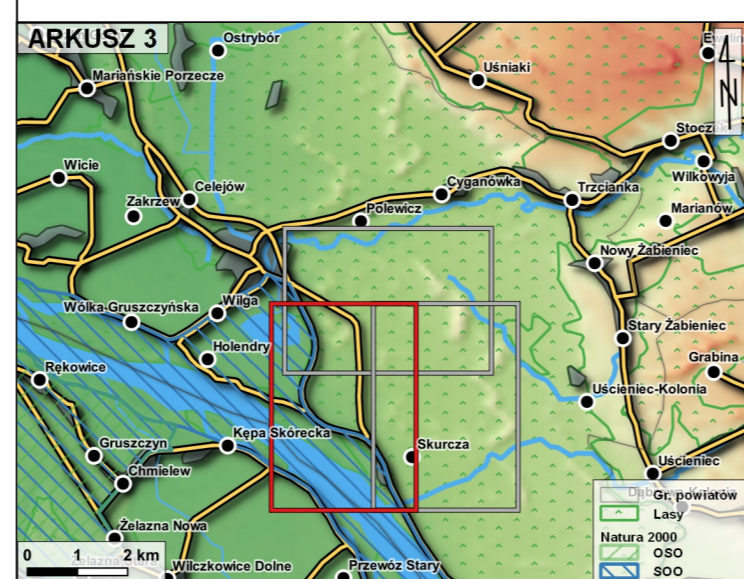 ARKUSZ 3
Ostrybór
Mariańskie Porzecze
Uśniaki
N
Stoczek
Wilkowyja
Wicie
Zakrzew
Celejów
Cyganówka
Trzcianka
Polewicz
Marianów
Nowy Żabieniec
Wólka Gruszczyńska
Wilga
Stary Żabieniec
Holendry
Grabina
Rękowice
Uścieniec-Kolonia
Kępa Skórecka
Skurcza
Gruszczyn
Chmielew
Uścieniec
Gr. powiatów
Lasy
Natura 2000
OSO
SOO
Żelazna Nowa
0 1 2 km
Wilczkowice Dolne
Przewóz Stary